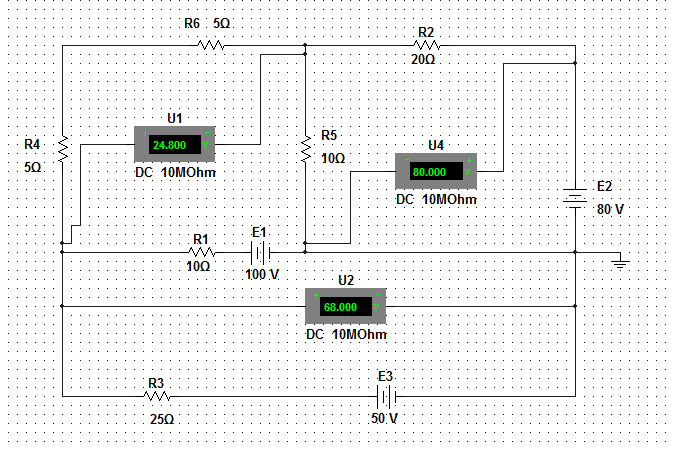 R6 5Ω
R2
20Ω
U1
+ -
24.800 V
DC 10MOhm
R4
5Ω
R5
10Ω
U4
- +
80.000 V
DC 10MOhm
E2
80 V
R1
10Ω
E1
100 V
U2
+ -
68.000 V
DC 10MOhm
R3
25Ω
E3
50 V